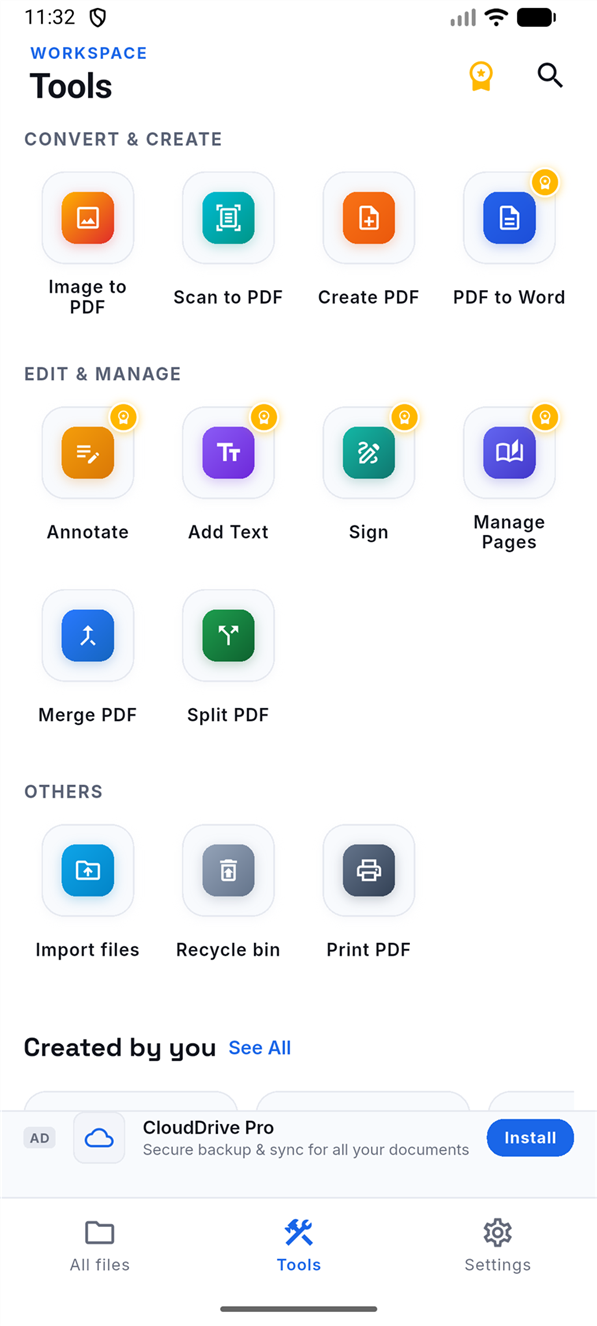 11:32
WORKSPACE
Tools
CONVERT & CREATE
Image to
PDF
Scan to PDF
Create PDF
PDF to Word
EDIT & MANAGE
Annotate
Add Text
Sign
Manage
Pages
Merge PDF
Split PDF
OTHERS
Import files
Recycle bin
Print PDF
Created by you
See All
AD
CloudDrive Pro
Secure backup & sync for all your documents
Install
All files
Tools
Settings